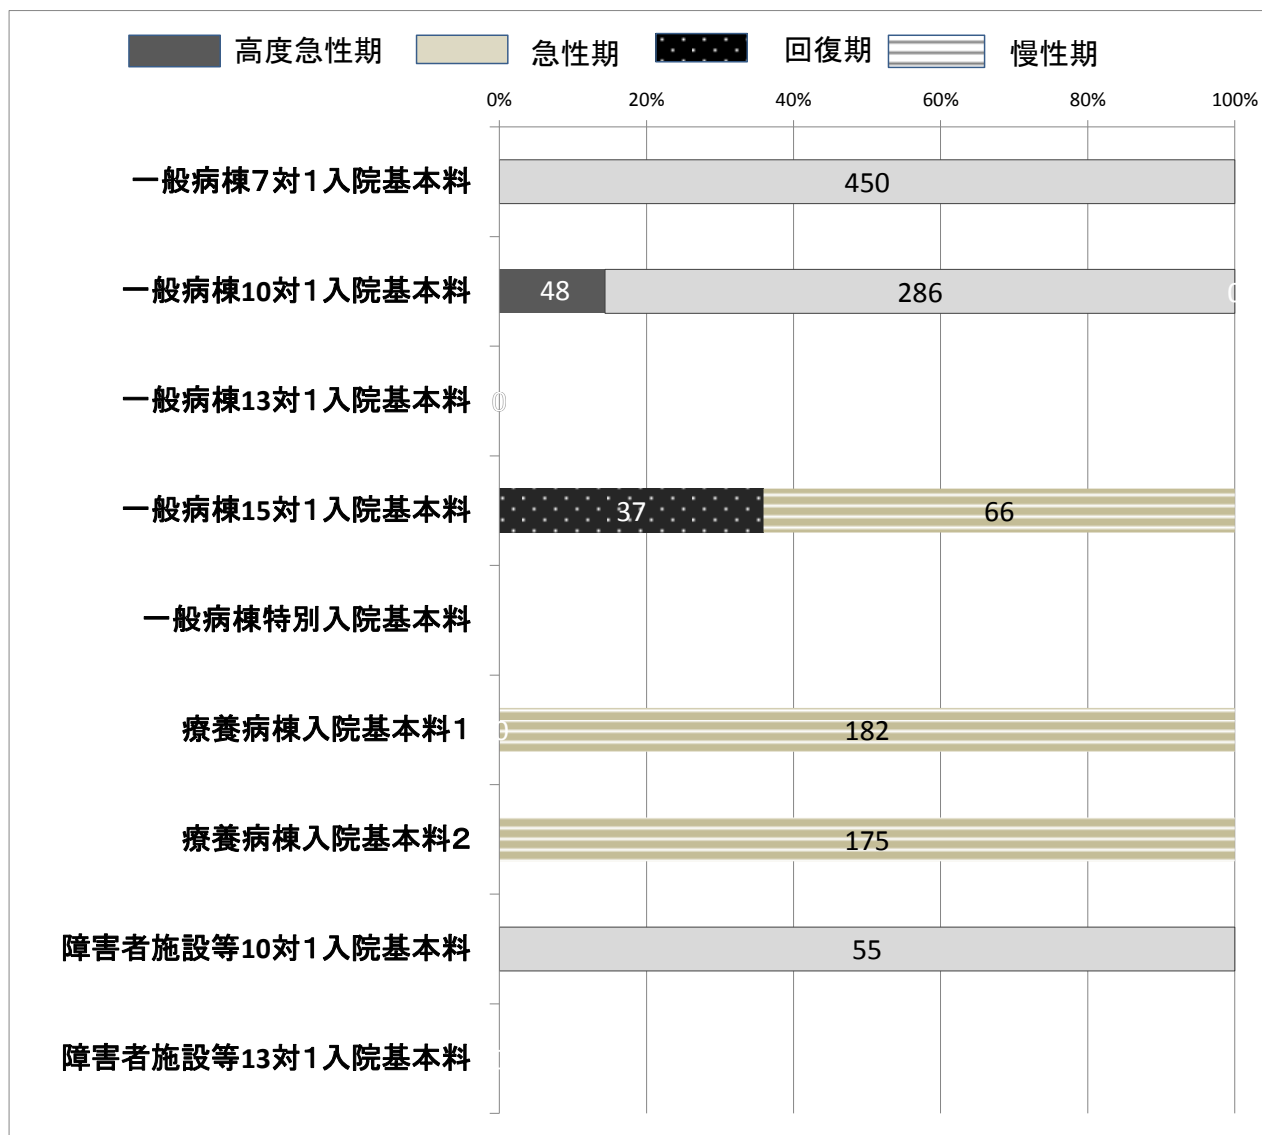 高度急性期 急性期 回復期 慢性期
0% 20% 40% 60% 80% 100%
一般病棟7対1入院基本料 450
一般病棟10対1入院基本料 48 286 0
一般病棟13対1入院基本料 0
一般病棟15対1入院基本料 37 66
一般病棟特別入院基本料
療養病棟入院基本料1 0 182
療養病棟入院基本料2 175
障害者施設等10対1入院基本料 55
障害者施設等13対1入院基本料